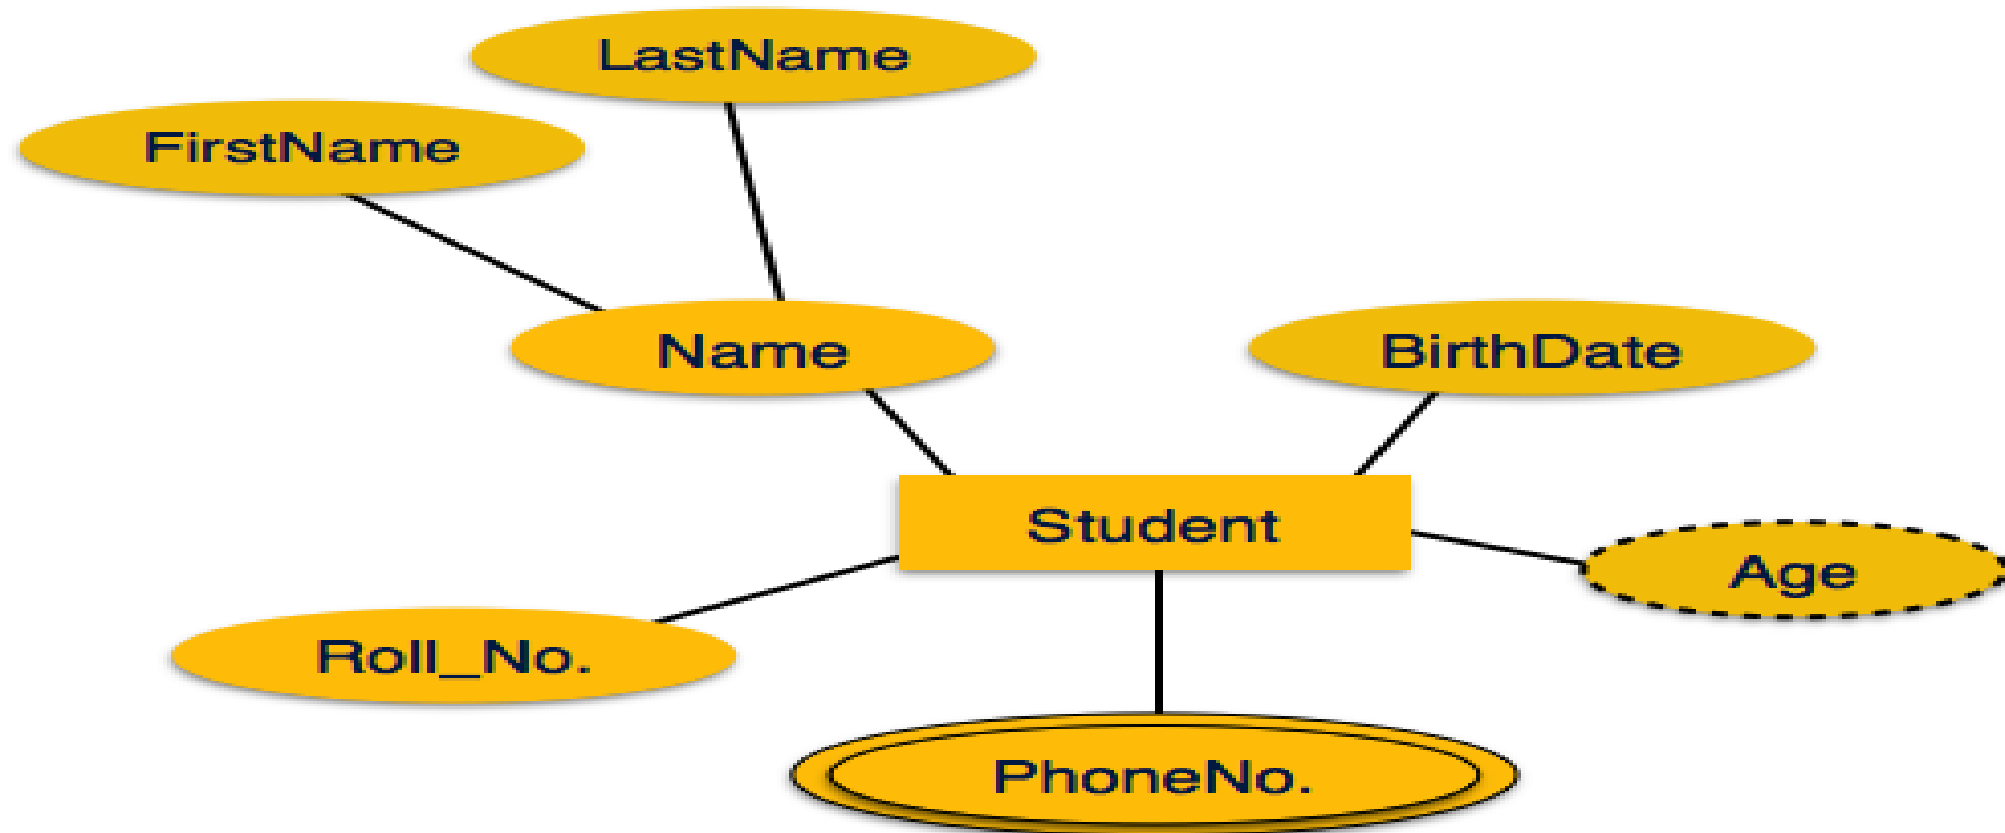 LastName
FirstName
Name
BirthDate
Student
Age
Roll_No.
PhoneNo.